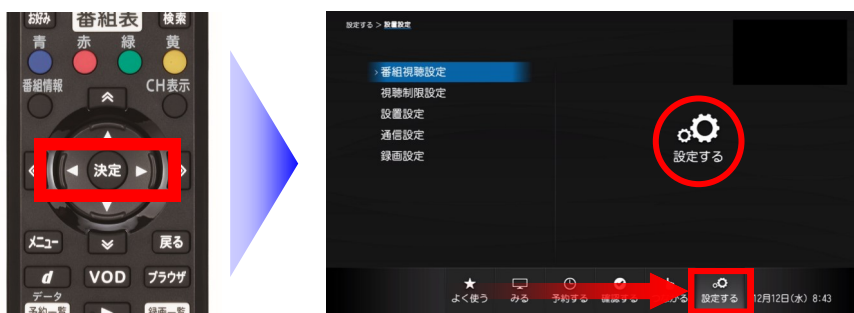 お好み
番組表
検索
青
赤
緑
黄
番組情報
CH表示
決定
メニュー
戻る
d
VOD
ブラウザ
データ
予約一覧
録画一覧
設定する > 設置設定
番組視聴設定
視聴制限設定
設置設定
通信設定
録画設定
設定する
よく使う
みる
予約する
確認する
設定する
12月12日(水) 8:43